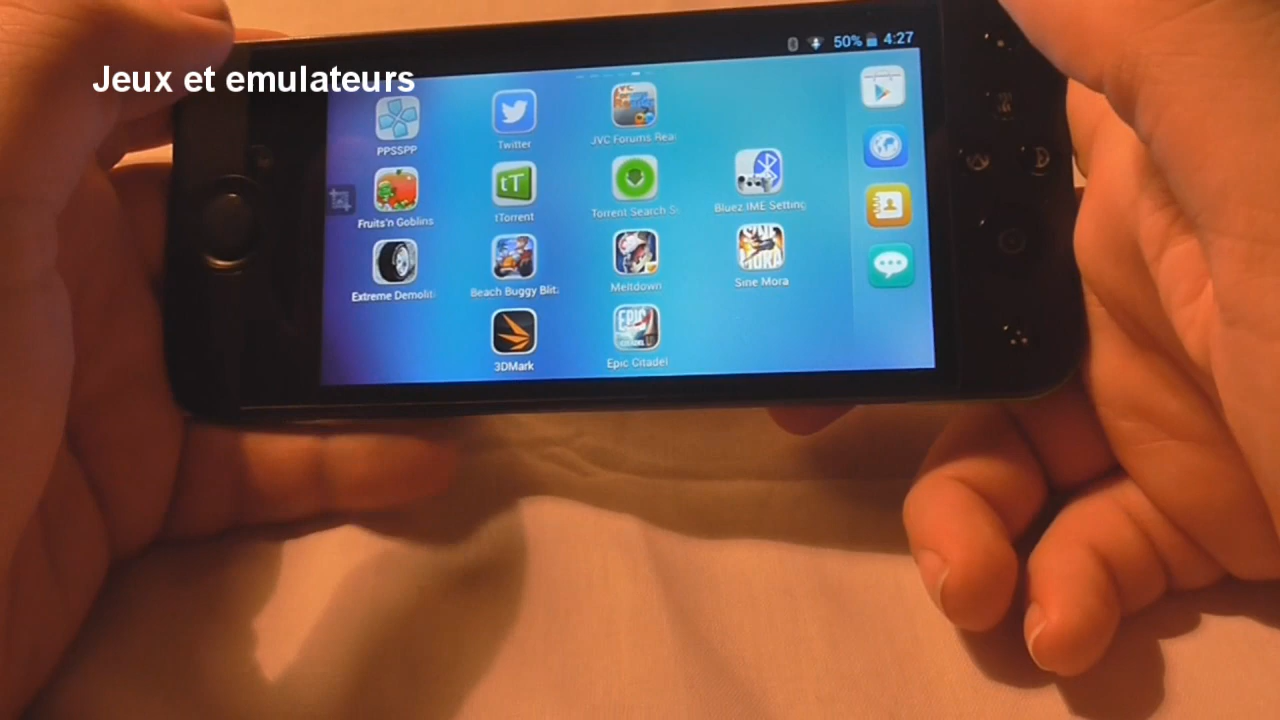 50% 4:27
Jeux et emulateurs
PPSSPP Twitter JVC Forums Rea
Fruits'n Goblins tTorrent Torrent Search S Bluez IME Setting
Extreme Demoliti Beach Buggy Blit Meltdown Sine Mora
3DMark Epic Citadel